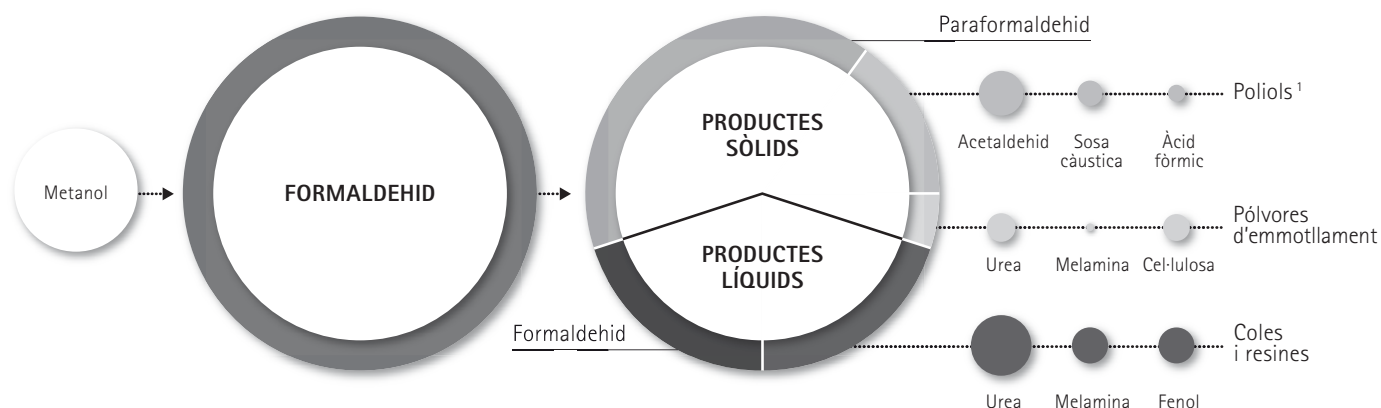 Metanol
FORMALDEHID
PRODUCTES
SÒLIDS
PRODUCTES
LÍQUIDS
Formaldehid
Paraformaldehid
Poliols ¹
Acetaldehid
Sosa
càustica
Àcid
fòrmic
Pólvores
d'emmotllament
Urea
Melamina
Cel·lulosa
Coles
i resines
Urea
Melamina
Fenol